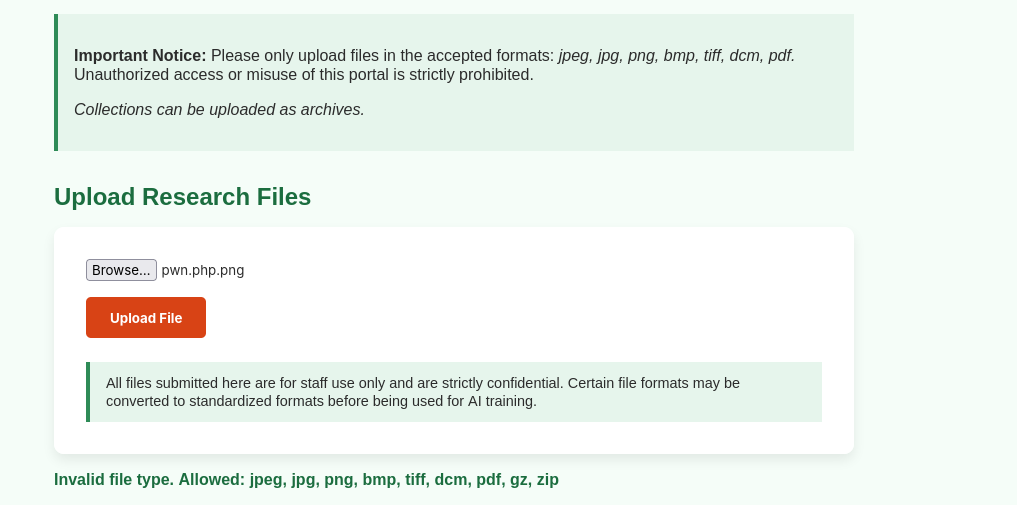 Important Notice: Please only upload files in the accepted formats: jpeg, jpg, png, bmp, tiff, dcm, pdf.
Unauthorized access or misuse of this portal is strictly prohibited.
Collections can be uploaded as archives.
Upload Research Files
Browse... pwn.php.png
Upload File
All files submitted here are for staff use only and are strictly confidential. Certain file formats may be
converted to standardized formats before being used for AI training.
Invalid file type. Allowed: jpeg, jpg, png, bmp, tiff, dcm, pdf, gz, zip